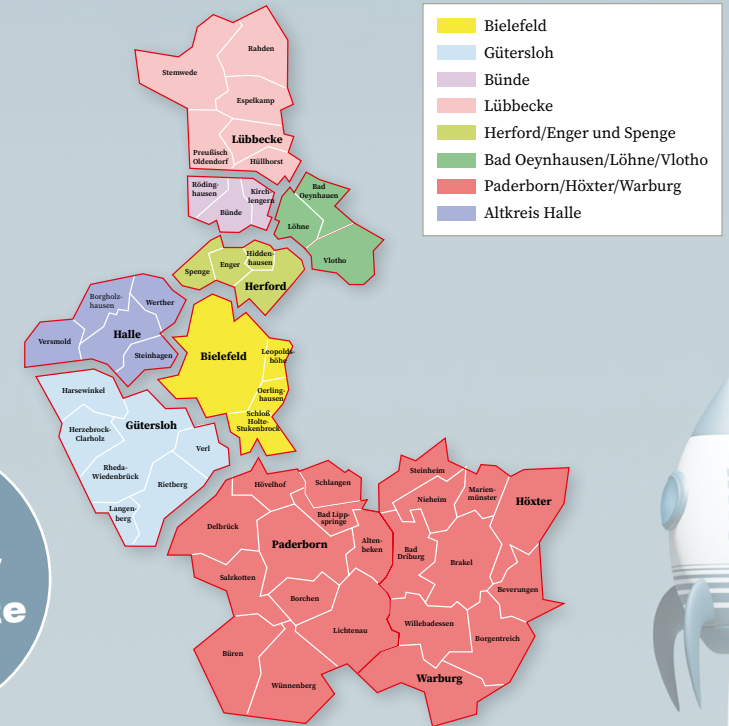 Bielefeld
Gütersloh
Bünde
Lübbecke
Herford/Enger und Spenge
Bad Oeynhausen/Löhne/Vlotho
Paderborn/Höxter/Warburg
Altkreis Halle
Rahden
Stemwede
Espelkamp
Lübbecke
Preußisch
Oldendorf
Hüllhorst
Röding-
hausen
Kirch-
lengern
Bünde
Bad
Oeynhauen
Löhne
Vlotho
Spenge
Enger
Hidden-
hausen
Herford
Borgholz-
hausen
Werther
Versmold
Halle
Steinhagen
Bielefeld
Leopolds-
höhe
Oerling-
hausen
Schloß
Holte-
Stukenbrock
Harsewinkel
Gütersloh
Herzebrock-
Clarholz
Verl
Rheda-
Wiedenbrück
Rietberg
Langen-
berg
Hövelhof
Schlangen
Delbrück
Bad Lipp-
springe
Paderborn
Alten-
beken
Salzkotten
Borchen
Lichtenau
Büren
Wünnenberg
Steinheim
Nieheim
Marien-
münster
Höxter
Bad
Driburg
Brakel
Beverungen
Willebadessen
Borgentreich
Warburg